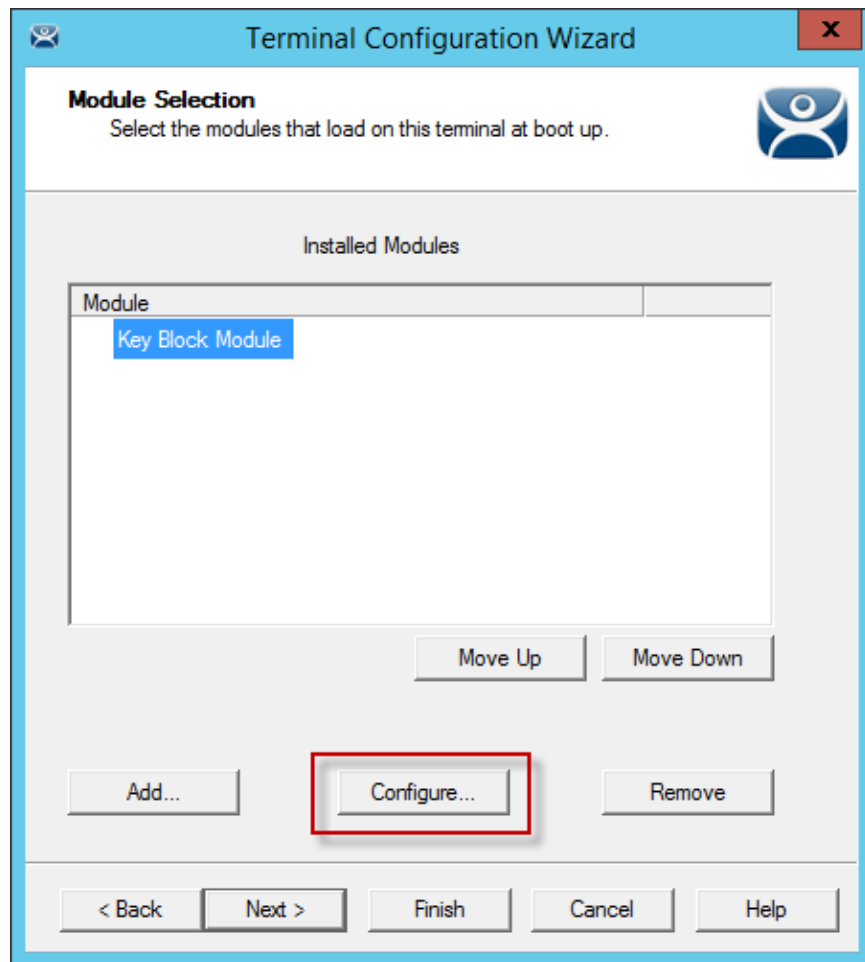 Terminal Configuration Wizard
x
Module Selection
Select the modules that load on this terminal at boot up.
Installed Modules
Module
Key Block Module
Move Up Move Down
Add... Configure... Remove
< Back Next > Finish Cancel Help